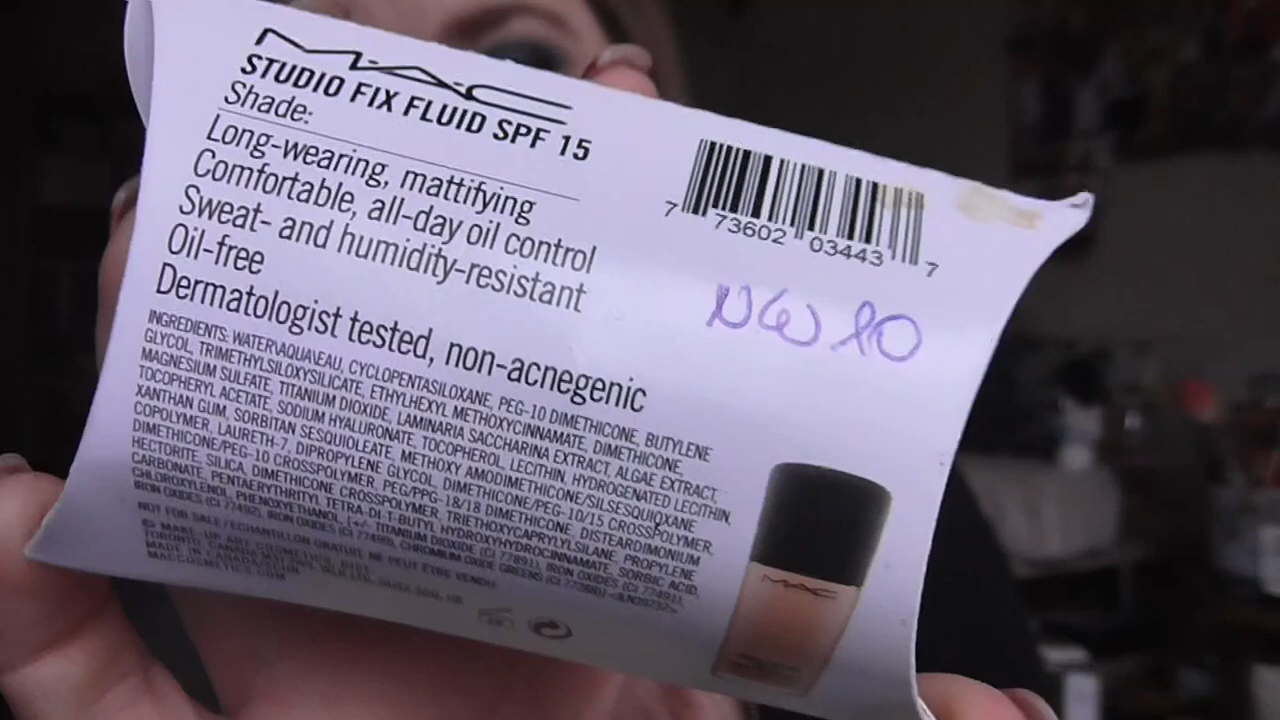 M·A·C
STUDIO FIX FLUID SPF 15
Shade:
Long-wearing, mattifying
Comfortable, all-day oil control
Sweat- and humidity-resistant
Oil-free
Dermatologist tested, non-acnegenic
INGREDIENTS: WATER\AQUA\EAU, CYCLOPENTASILOXANE, PEG-10 DIMETHICONE, BUTYLENE
GLYCOL, TRIMETHYLSILOXYSILICATE, ETHYLHEXYL METHOXYCINNAMATE, DIMETHICONE,
MAGNESIUM SULFATE, TITANIUM DIOXIDE, LAMINARIA SACCHARINA EXTRACT, ALGAE EXTRACT,
TOCOPHERYL ACETATE, SODIUM HYALURONATE, TOCOPHEROL, LECITHIN, HYDROGENATED LECITHIN,
XANTHAN GUM, SORBITAN SESQUIOLEATE, METHOXY AMODIMETHICONE/SILSESQUIOXANE
COPOLYMER, LAURETH-7, DIPROPYLENE GLYCOL, DIMETHICONE/PEG-10/15 CROSSPOLYMER,
DIMETHICONE/PEG-10 CROSSPOLYMER, PEG/PPG-18/18 DIMETHICONE, DISTEARDIMONIUM
HECTORITE, SILICA, DIMETHICONE CROSSPOLYMER, TRIETHOXYCAPRYLYLSILANE, PROPYLENE
CARBONATE, PENTAERYTHRITYL TETRA-DI-T-BUTYL HYDROXYHYDROCINNAMATE, SORBIC ACID,
CHLOROXYLENOL, PHENOXYETHANOL, [+/- TITANIUM DIOXIDE (CI 77891), IRON OXIDES (CI 77491),
IRON OXIDES (CI 77492), IRON OXIDES (CI 77499), CHROMIUM OXIDE GREENS (CI 77288)]
NOT FOR SALE / ÉCHANTILLON GRATUIT NE PEUT ÊTRE VENDU
© MAKE-UP ART COSMETICS, DIST.
MADE IN CANADA
MACCOSMETICS.COM
7 73602 03443 7
NW 10
MAC